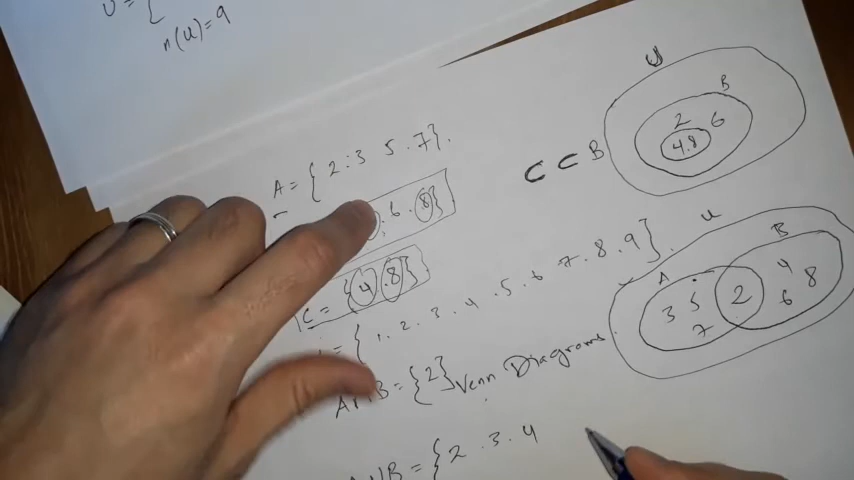 U = {
n(U) = 9
A = {2 . 3 5 . 7} .
6 . 8}
C = {4 . 8}
= {1 . 2 . 3 . 4 . 5 . 6 7 . 8 . 9} .
A ∩ B = {2} Venn Diagrams .
A ∪ B = {2 . 3 . 4
C ⊂ B
U
B
2 6
4.8
U
A B
3 5 7 2 4 6 8